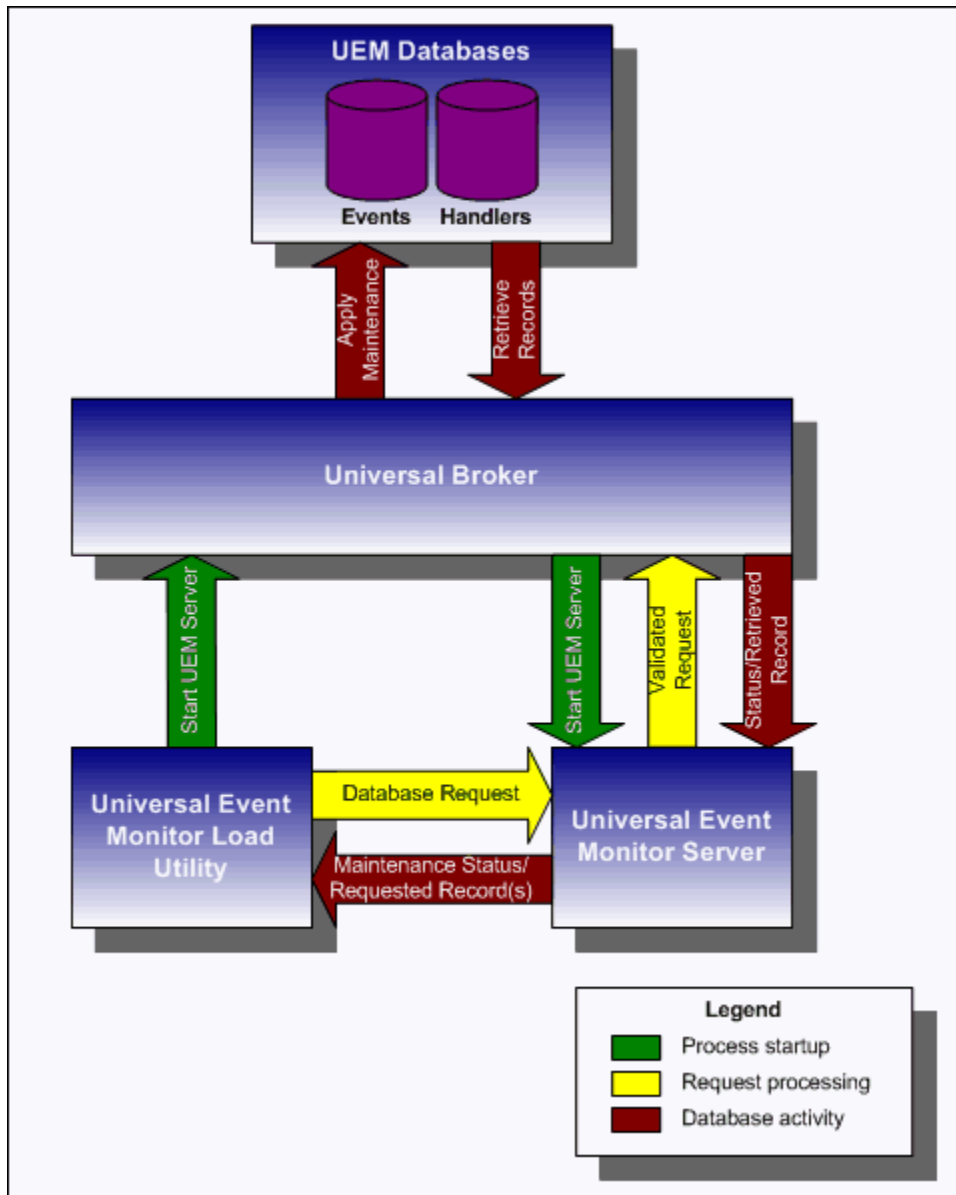 UEM Databases
Events
Handlers
Apply
Maintenance
Retrieve
Records
Universal Broker
Start UEM Server
Start UEM Server
Validated
Request
Status/Retrieved
Record
Universal Event
Monitor Load
Utility
Database Request
Maintenance Status/
Requested Record(s)
Universal Event
Monitor Server
Legend
Process startup
Request processing
Database activity